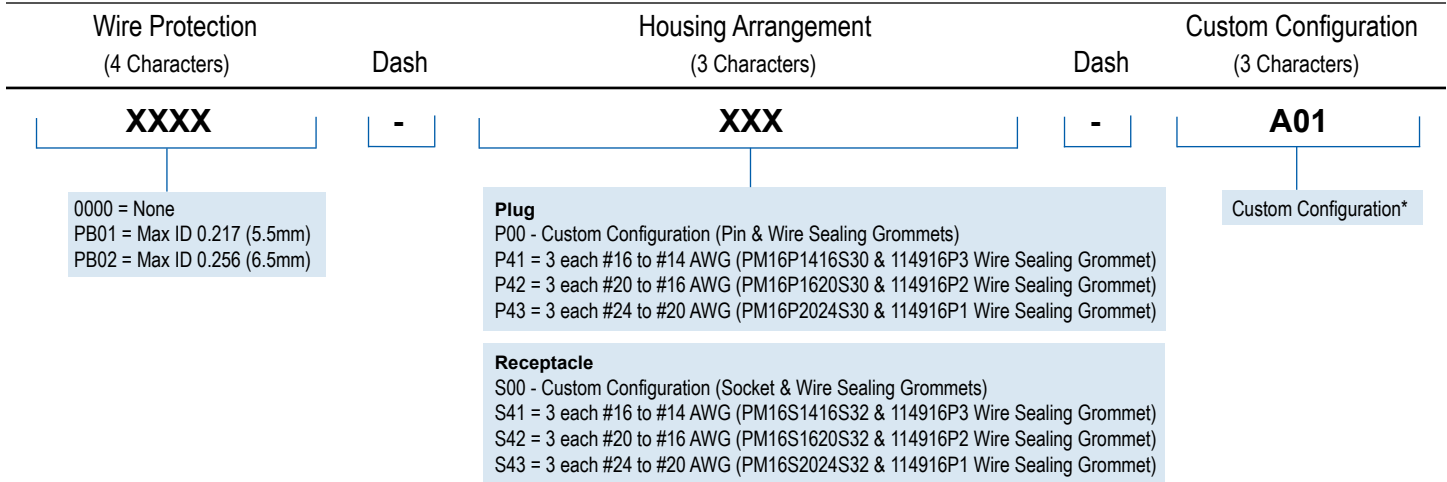 Wire Protection
(4 Characters)
Dash
Housing Arrangement
(3 Characters)
Dash
Custom Configuration
(3 Characters)
XXXX
-
XXX
-
A01
0000 = None
PB01 = Max ID 0.217 (5.5mm)
PB02 = Max ID 0.256 (6.5mm)
Plug
P00 - Custom Configuration (Pin & Wire Sealing Grommets)
P41 = 3 each #16 to #14 AWG (PM16P1416S30 & 114916P3 Wire Sealing Grommet)
P42 = 3 each #20 to #16 AWG (PM16P1620S30 & 114916P2 Wire Sealing Grommet)
P43 = 3 each #24 to #20 AWG (PM16P2024S30 & 114916P1 Wire Sealing Grommet)
Receptacle
S00 - Custom Configuration (Socket & Wire Sealing Grommets)
S41 = 3 each #16 to #14 AWG (PM16S1416S32 & 114916P3 Wire Sealing Grommet)
S42 = 3 each #20 to #16 AWG (PM16S1620S32 & 114916P2 Wire Sealing Grommet)
S43 = 3 each #24 to #20 AWG (PM16S2024S32 & 114916P1 Wire Sealing Grommet)
Custom Configuration*